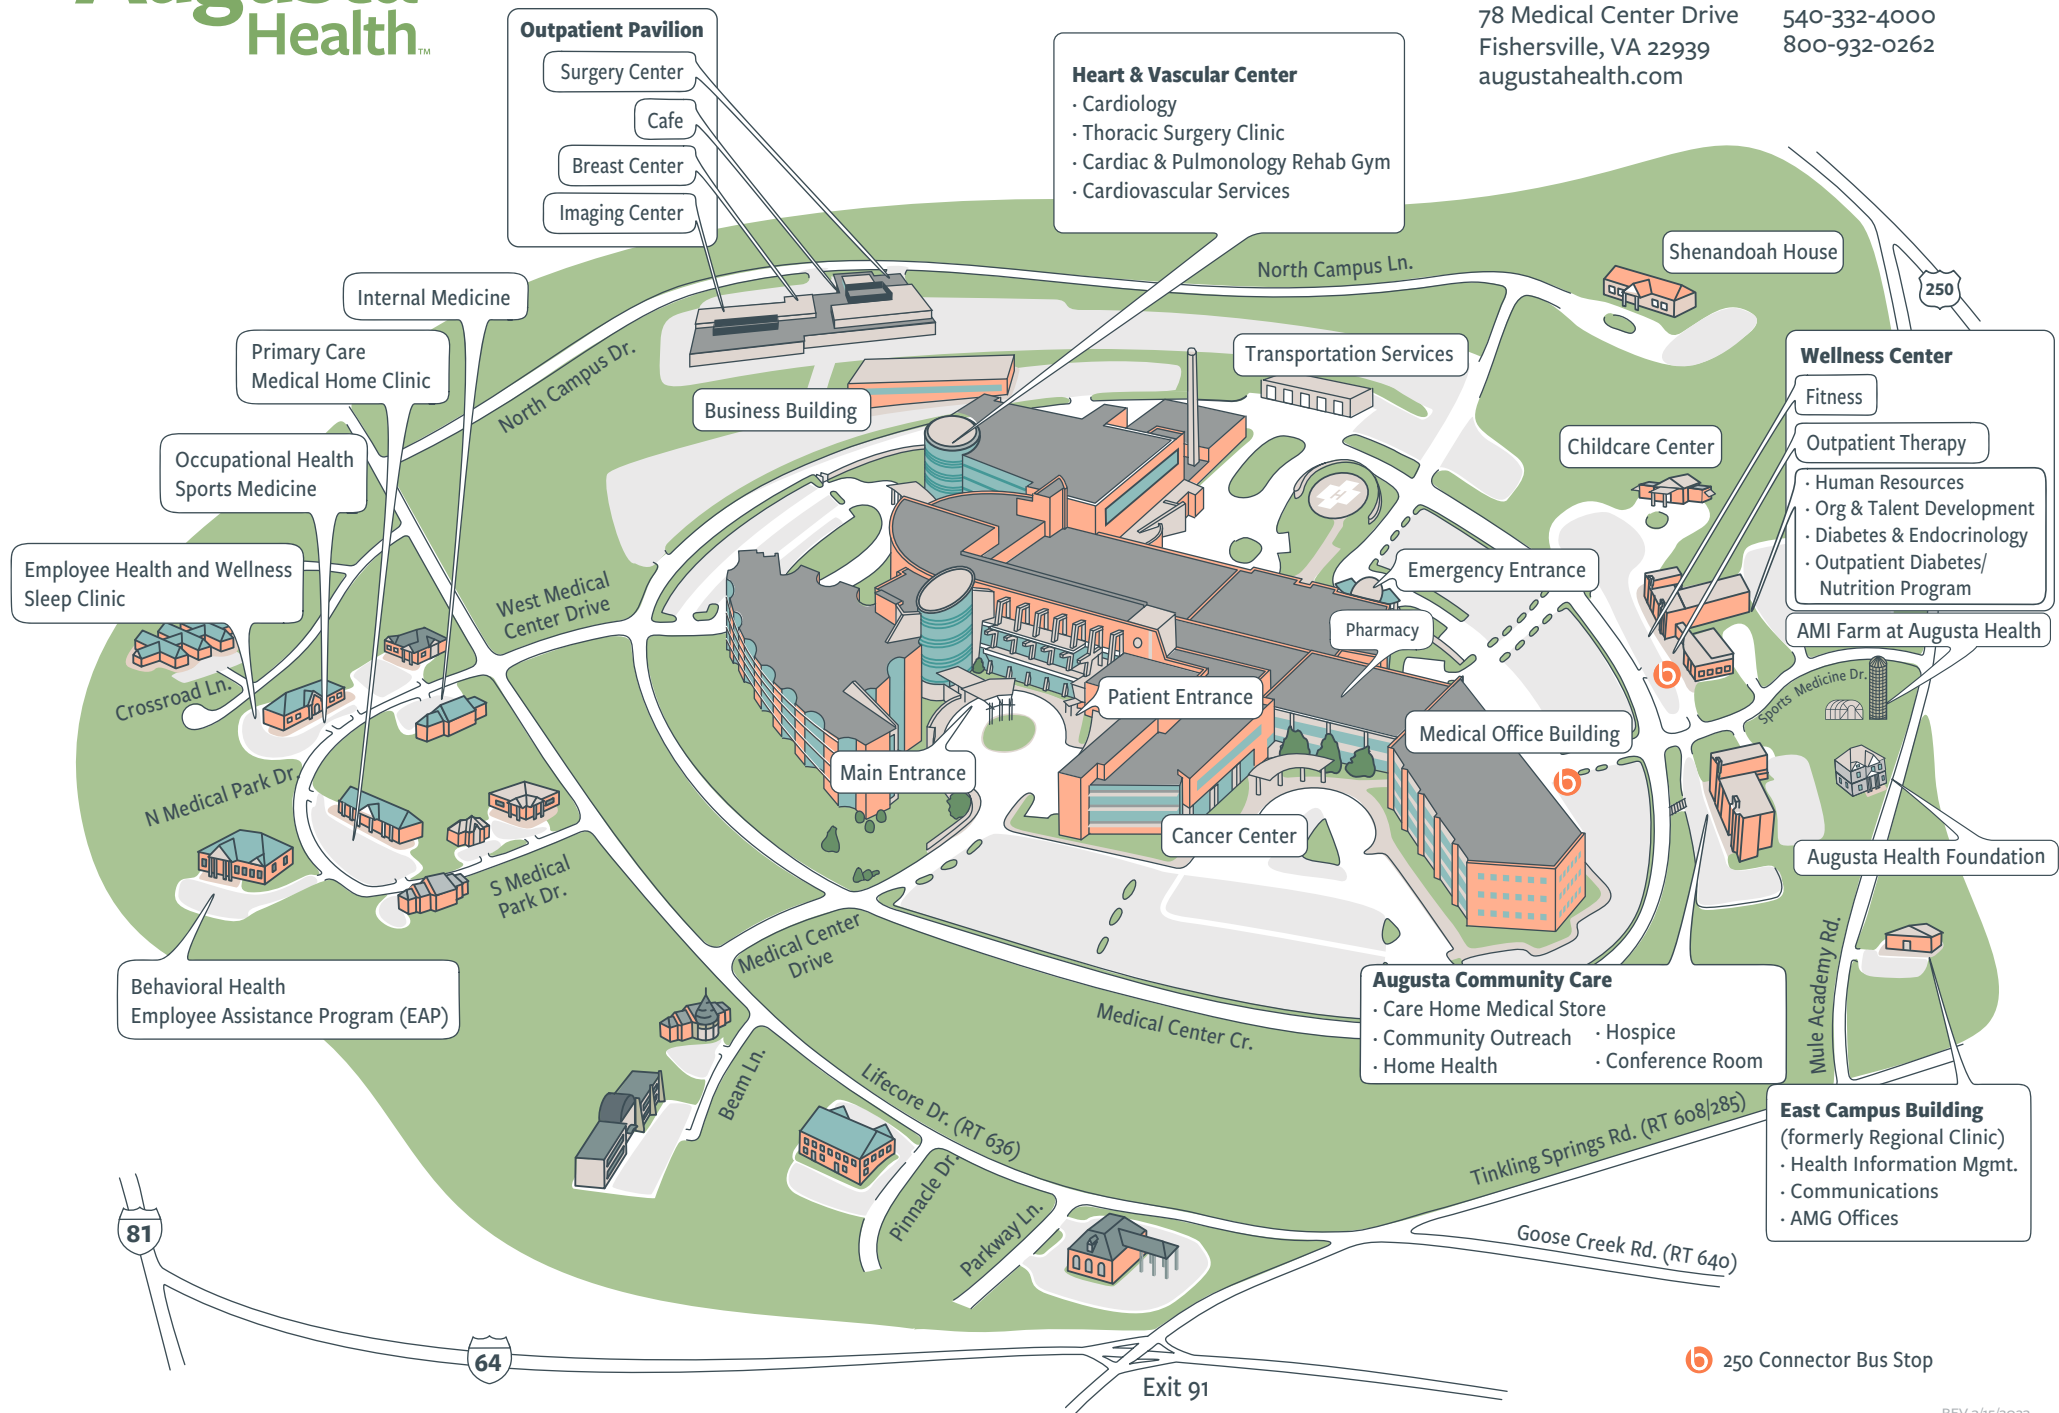 Augusta
Health™
78 Medical Center Drive
Fishersville, VA 22939
augustahealth.com
540-332-4000
800-932-0262
Outpatient Pavilion
Surgery Center
Cafe
Breast Center
Imaging Center
Heart & Vascular Center
· Cardiology
· Thoracic Surgery Clinic
· Cardiac & Pulmonology Rehab Gym
· Cardiovascular Services
North Campus Ln.
Shenandoah House
250
Internal Medicine
Primary Care
Medical Home Clinic
North Campus Dr.
Business Building
Transportation Services
Occupational Health
Sports Medicine
Childcare Center
H
Wellness Center
Fitness
Outpatient Therapy
· Human Resources
· Org & Talent Development
· Diabetes & Endocrinology
· Outpatient Diabetes/
Nutrition Program
AMI Farm at Augusta Health
Employee Health and Wellness
Sleep Clinic
West Medical
Center Drive
Emergency Entrance
Pharmacy
Crossroad Ln.
Patient Entrance
b
Sports Medicine Dr.
Medical Office Building
Main Entrance
b
N Medical Park Dr.
Cancer Center
Augusta Health Foundation
S Medical
Park Dr.
Medical Center
Drive
Behavioral Health
Employee Assistance Program (EAP)
Augusta Community Care
· Care Home Medical Store
· Community Outreach
· Home Health
· Hospice
· Conference Room
Mule Academy Rd.
Medical Center Cr.
Beam Ln.
Lifecore Dr. (RT 636)
Tinkling Springs Rd. (RT 608/285)
East Campus Building
(formerly Regional Clinic)
· Health Information Mgmt.
· Communications
· AMG Offices
Pinnacle Dr.
Parkway Ln.
Goose Creek Rd. (RT 640)
81
64
Exit 91
b 250 Connector Bus Stop